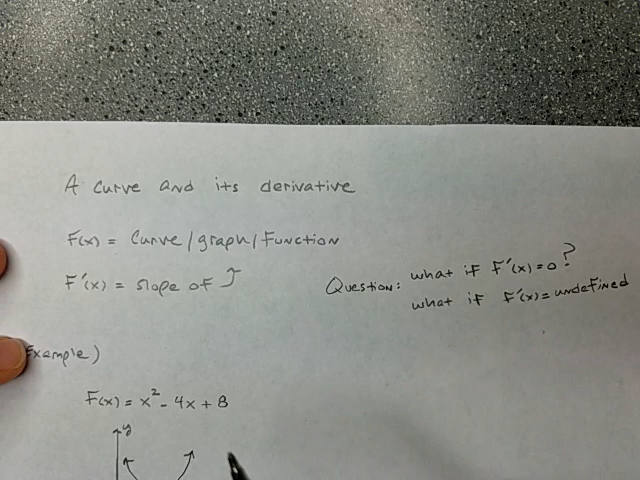 A curve and its derivative
F(x) = Curve/graph/Function
F'(x) = slope of
Question: what if F'(x)=0?
what if F'(x)= undefined
Example)
F(x) = x² - 4x + 8
y